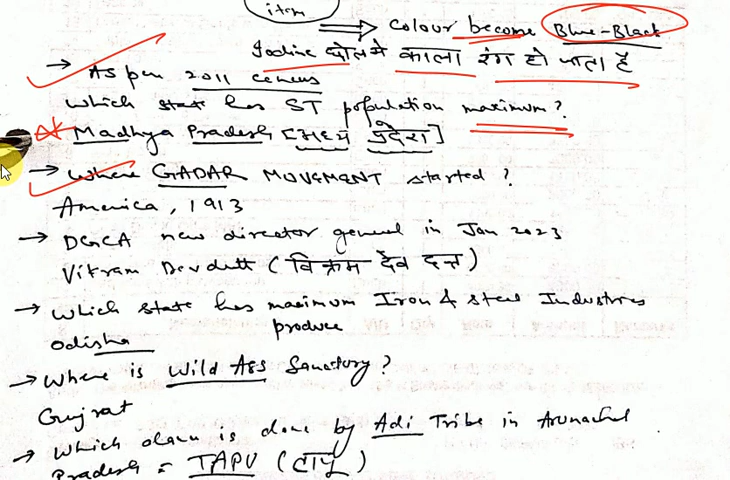 item
⟹ Colour become Blue-Black
Iodine घोल मे काला रंग हो जाता है
→ As per 2011 census
which state has ST population maximum?
Madhya Pradesh [मध्य प्रदेश]
→ where GADAR MOVEMENT started?
America, 1913
→ DGCA new director general in Jan 2023
Vikram Devdutt (विक्रम देव दत्त)
→ which state has maximum Iron & steel Industries
produce
odisha
→ Where is Wild Ass Sanctury?
Gujrat
→ Which dance is done by Adi Tribe in Arunachal
Pradesh = TAPU (टापू)